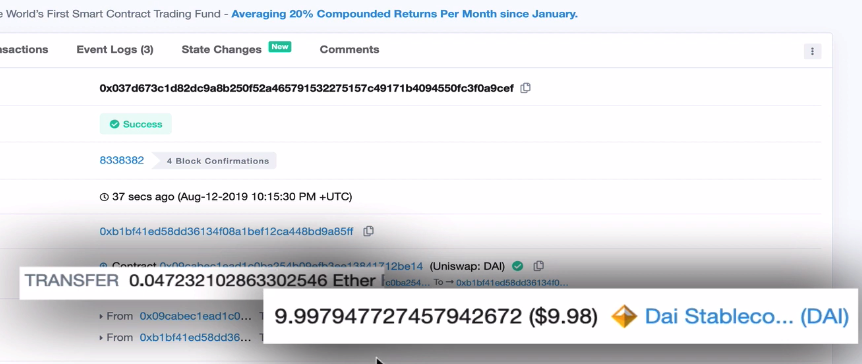 World's First Smart Contract Trading Fund - Averaging 20% Compounded Returns Per Month since January.
Event Logs (3) State Changes New Comments
0x037d673c1d82dc9a8b250f52a465791532275157c49171b4094550fc3f0a9cef
Success
8338382 4 Block Confirmations
37 secs ago (Aug-12-2019 10:15:30 PM +UTC)
0xb1bf41ed58dd36134f08a1bef12ca448bd9a85ff
Contract 0x09cabec1ead1c0ba254b09efb3ee13841712be14 (Uniswap: DAI)
TRANSFER 0.047232102863302546 Ether
c0ba254... To → 0xb1bf41ed58dd36134f0...
From 0x09cabec1ead1c0...
9.997947727457942672 ($9.98) Dai Stableco... (DAI)
From 0xb1bf41ed58dd36...